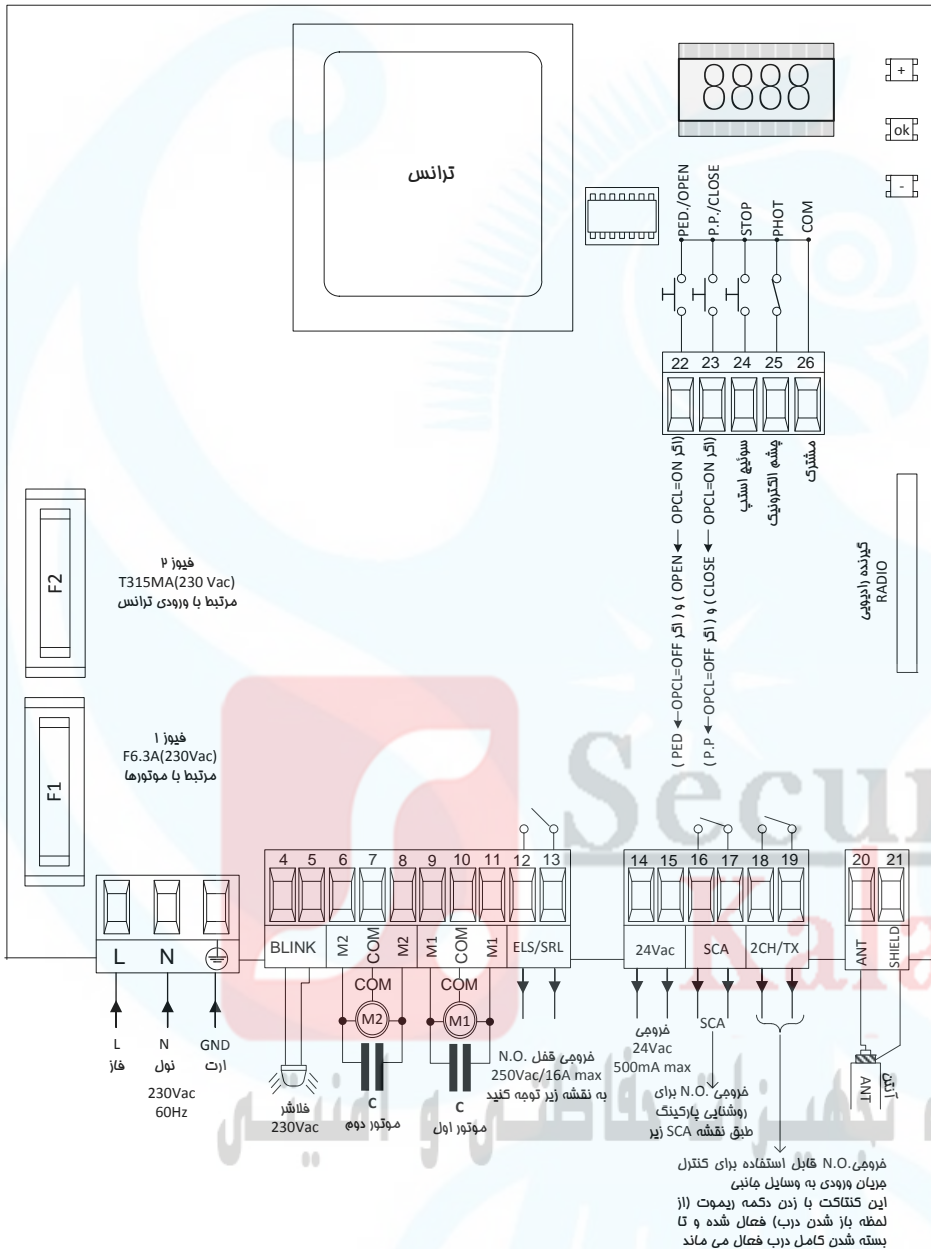 ترانس
8888
+
ok
-
PED./OPEN
P.P./CLOSE
STOP
PHOT
COM
22 23 24 25 26
(اگر OPCL=ON ← OPEN) و (اگر OPCL=OFF ← PED)
(اگر OPCL=ON ← CLOSE) و (اگر OPCL=OFF ← P.P)
سوئیچ استپ
چشم الکترونیک
مشترک
گیرنده رادیویی
RADIO
F2
فیوز ۲
T315MA(230 Vac)
مرتبط با ورودی ترانس
F1
فیوز ۱
F6.3A(230Vac)
مرتبط با موتورها
Secur
Kala
4 5 6 7 8 9 10 11 12 13
14 15 16 17 18 19
20 21
L N
BLINK M2 COM M2 M1 COM M1 ELS/SRL
24Vac SCA 2CH/TX
ANT SHIELD
L
فاز
N
نول
GND
ارت
230Vac
60Hz
فلاشر
230Vac
COM
M2
C
موتور دوم
COM
M1
C
موتور اول
خروجی قفل N.O.
250Vac/16A max
به نقشه زیر توجه کنید
خروجی
24Vac
500mA max
SCA
خروجی N.O. برای
روشنایی پارکینگ
طبق نقشه SCA زیر
ANT
آنتن
تجهیزات حفاظتی و امنیتی
خروجی N.O. قابل استفاده برای کنترل
جریان ورودی به وسایل جانبی
این کنتاکت با زدن دکمه ریموت (از
لحظه باز شدن درب) فعال شده و تا
بسته شدن کامل درب فعال می ماند